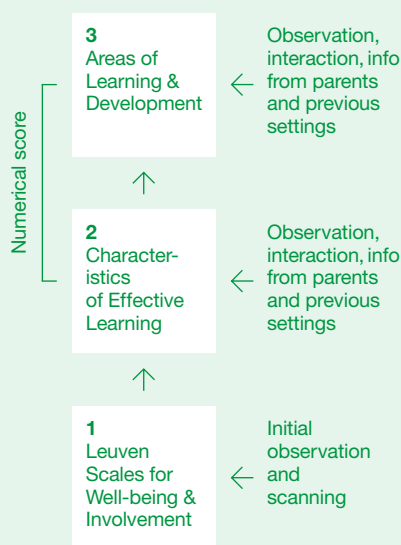 3
Areas of
Learning &
Development
Observation,
interaction, info
from parents
and previous
settings
Numerical score
2
Character-
istics
of Effective
Learning
Observation,
interaction, info
from parents
and previous
settings
1
Leuven
Scales for
Well-being &
Involvement
Initial
observation
and
scanning